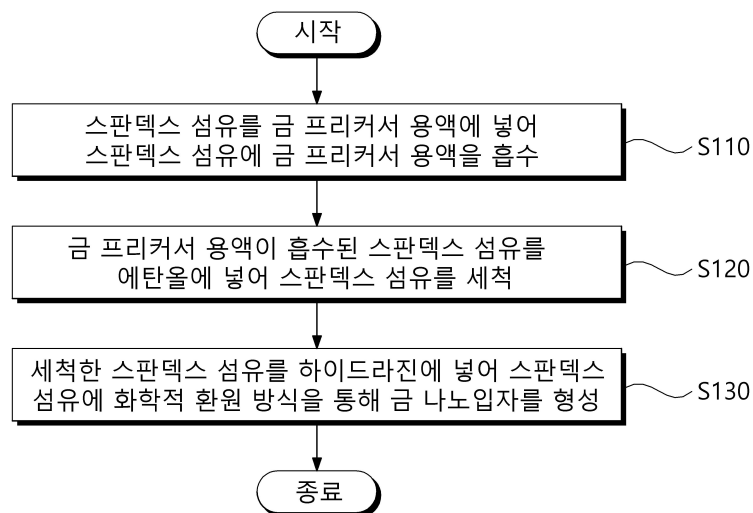 시작
스판덱스 섬유를 금 프리커서 용액에 넣어
스판덱스 섬유에 금 프리커서 용액을 흡수
S110
금 프리커서 용액이 흡수된 스판덱스 섬유를
에탄올에 넣어 스판덱스 섬유를 세척
S120
세척한 스판덱스 섬유를 하이드라진에 넣어 스판덱스
섬유에 화학적 환원 방식을 통해 금 나노입자를 형성
S130
종료